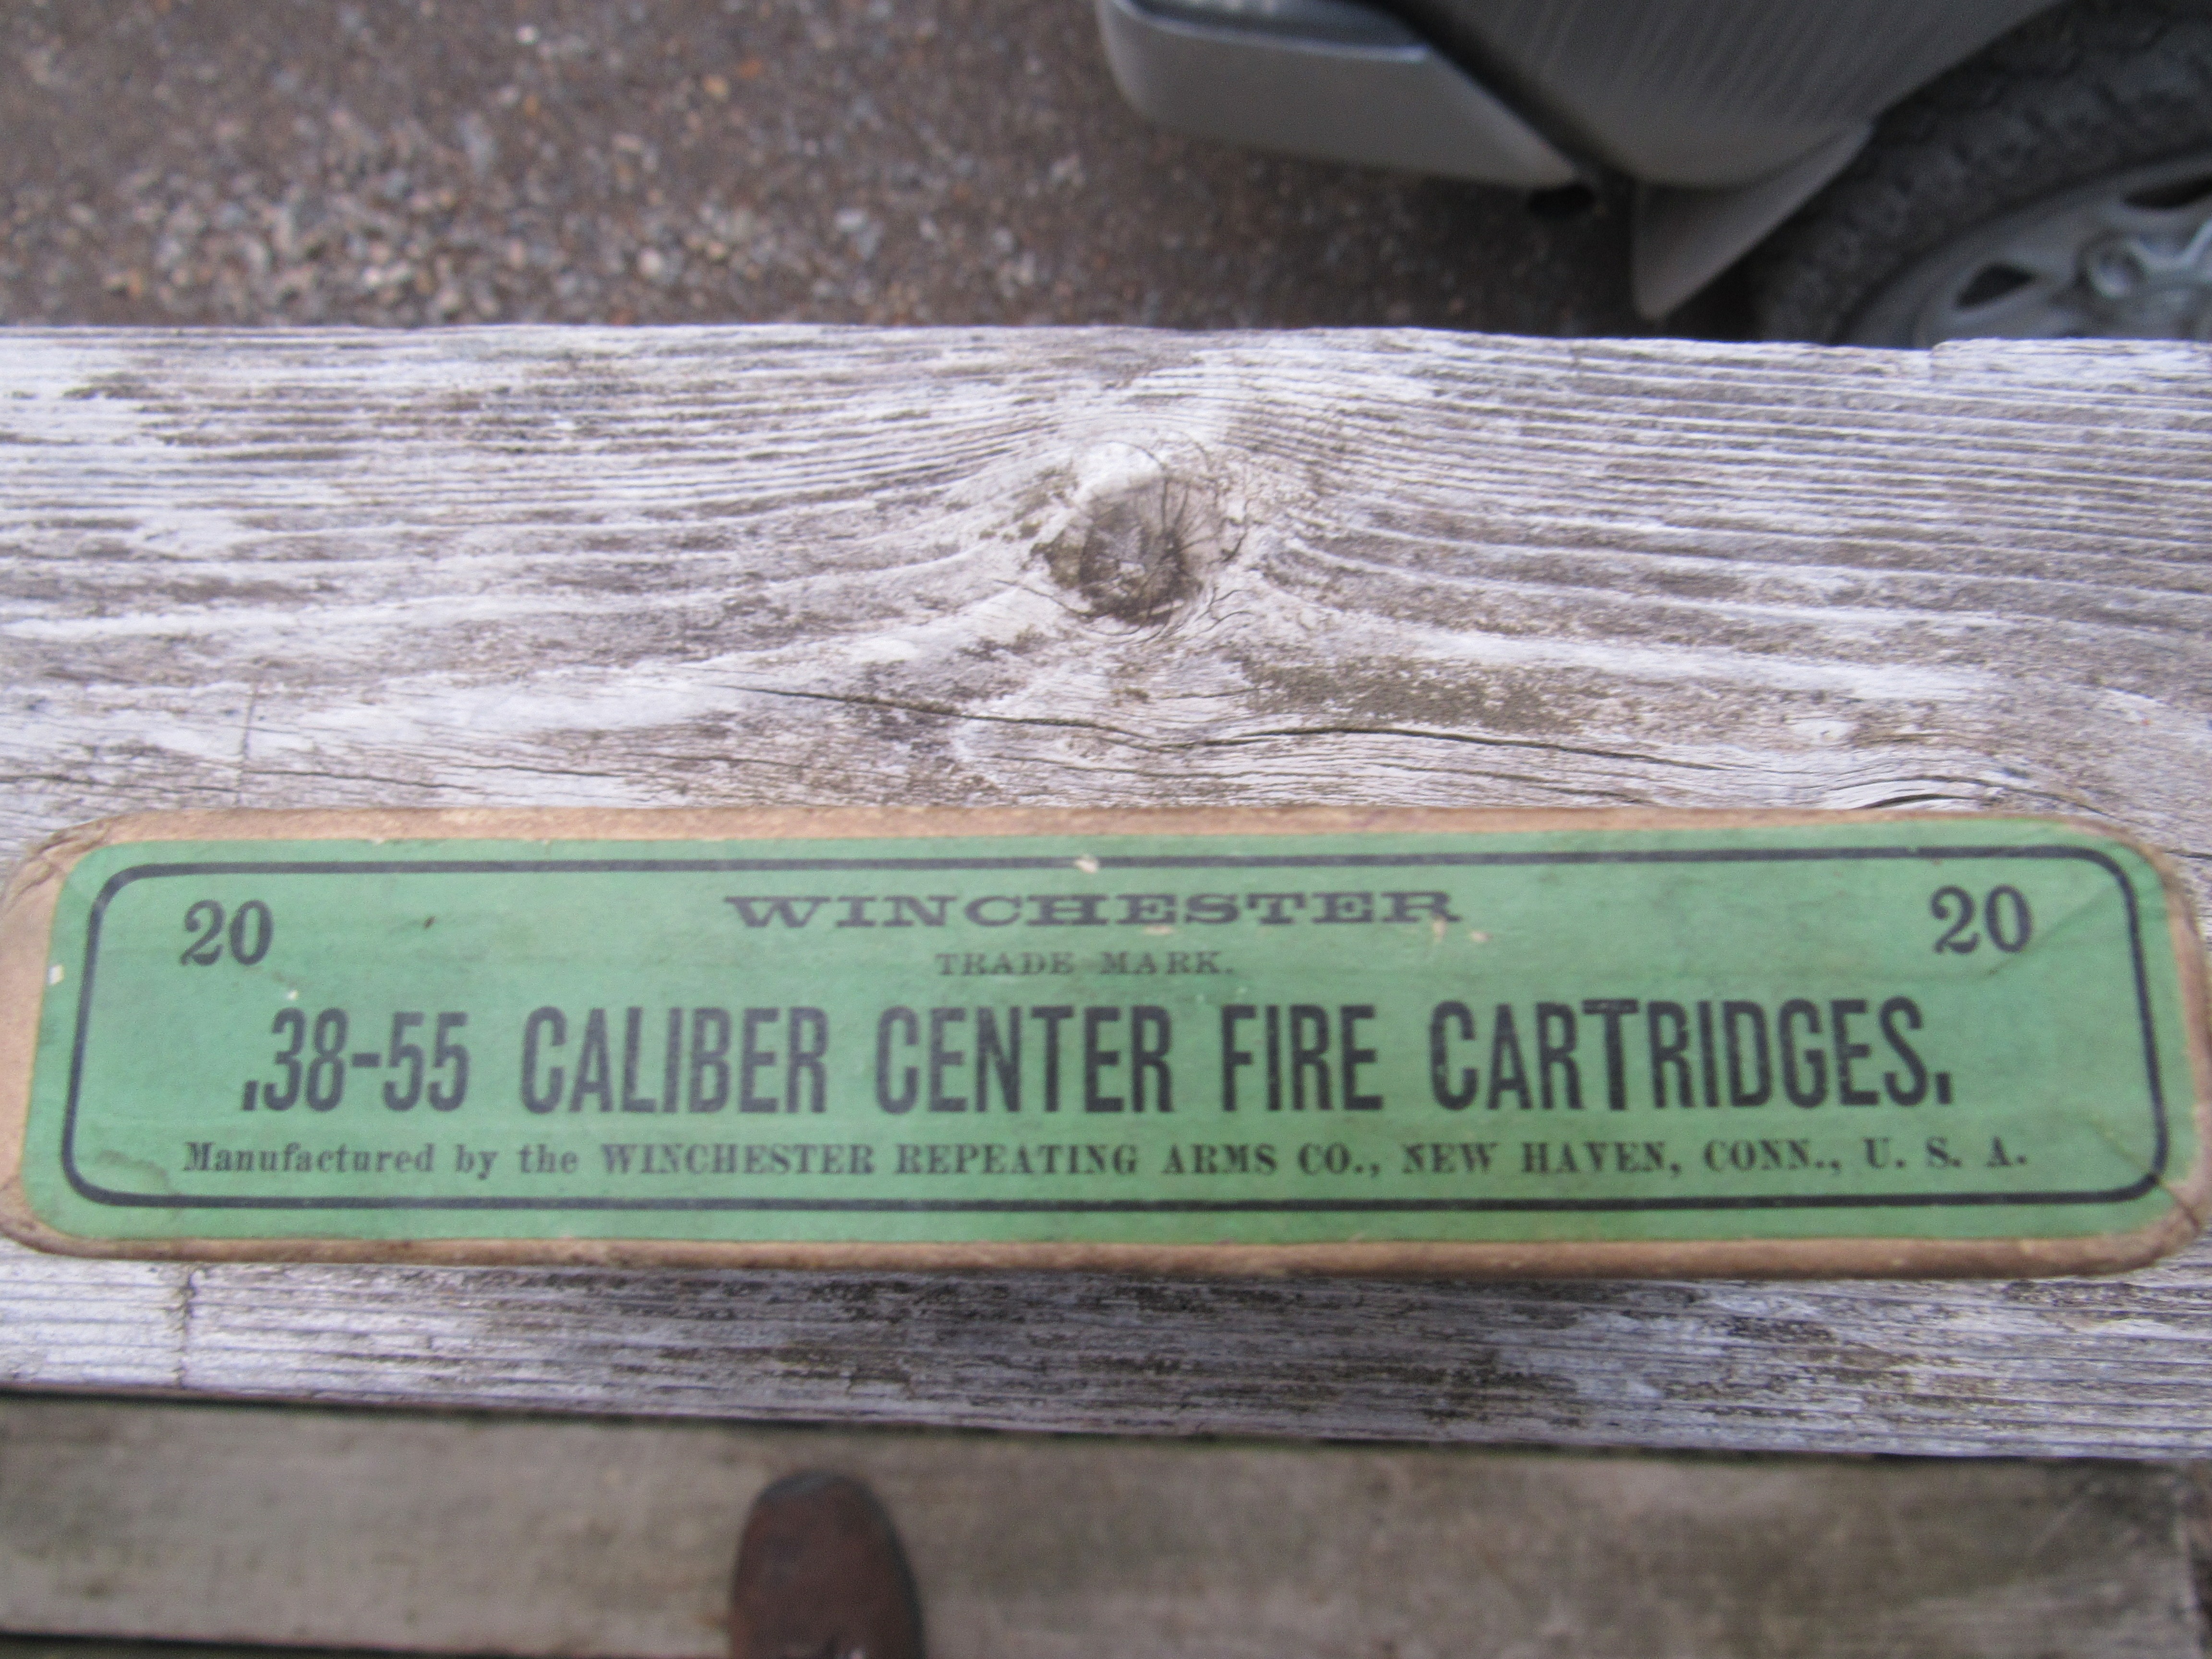 20 WINCHESTER 20
TRADE MARK.
.38-55 CALIBER CENTER FIRE CARTRIDGES.
Manufactured by the WINCHESTER REPEATING ARMS CO., NEW HAVEN, CONN., U. S. A.